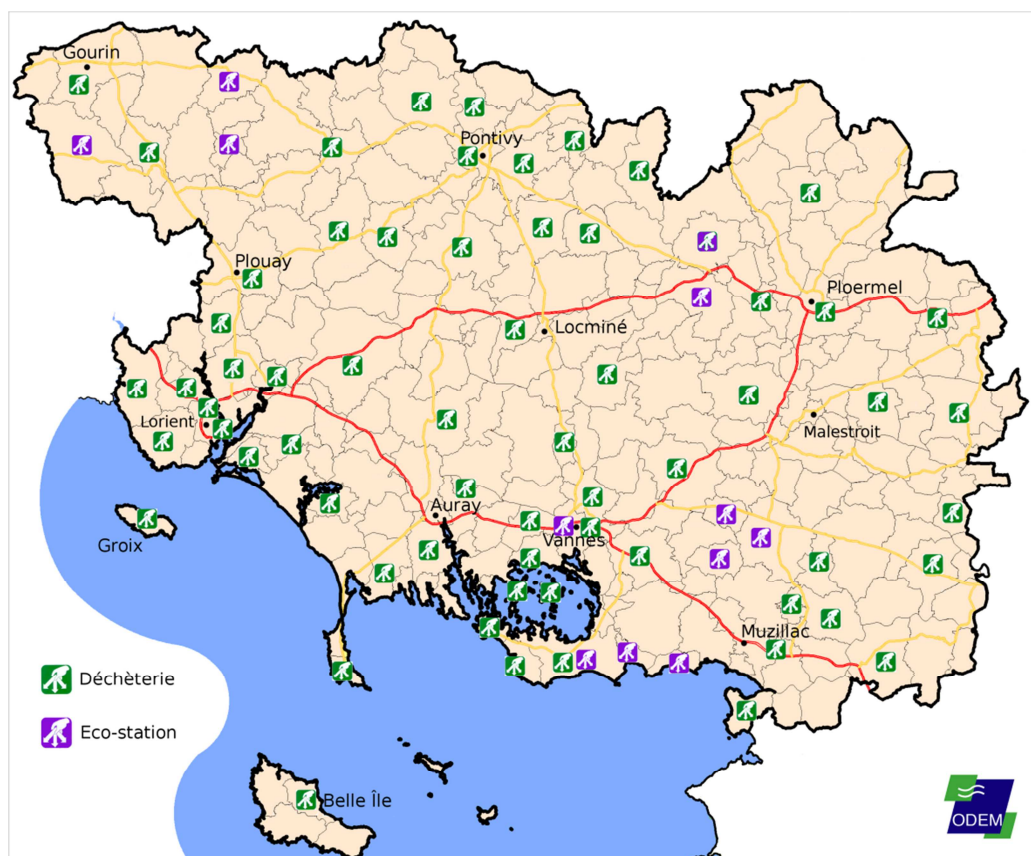 Gourin
Pontivy
Plouay
Ploermel
Locminé
Lorient
Malestroit
Auray
Vannes
Groix
Muzillac
Déchèterie
Eco-station
Belle Île
ODEM